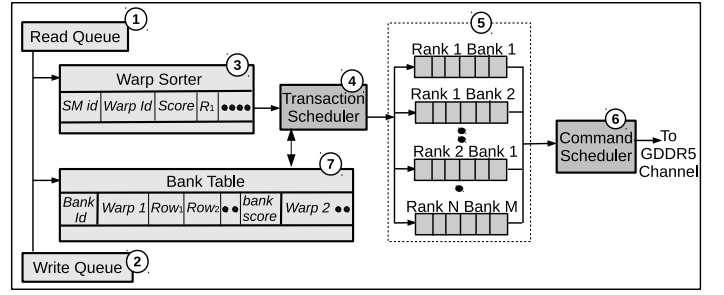 1
Read Queue
3
Warp Sorter
SM id Warp Id Score R1
4
Transaction
Scheduler
7
Bank Table
Bank
Id
Warp 1 Row1 Row2
bank
score
Warp 2
Write Queue 2
5
Rank 1 Bank 1
Rank 1 Bank 2
Rank 2 Bank 1
Rank N Bank M
6
Command
Scheduler
To
GDDR5
Channel